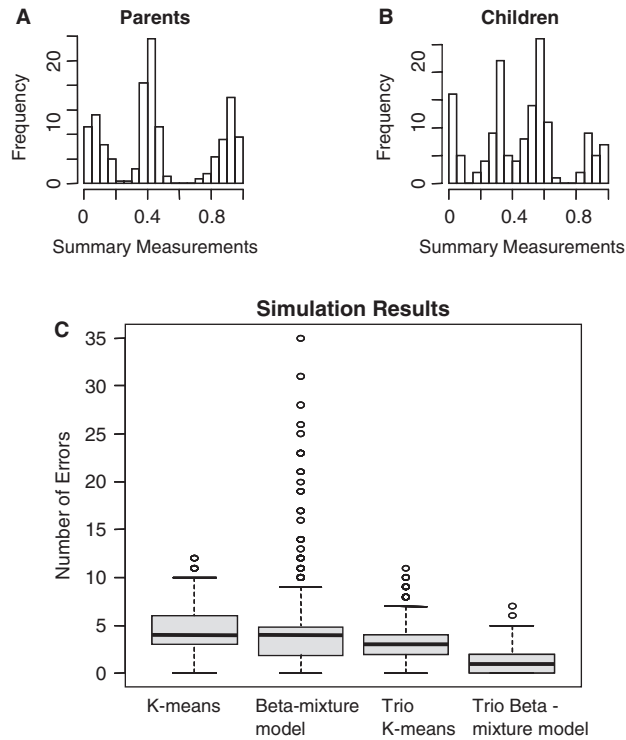 A
Parents
Frequency
0
10
20
0
0.4
0.8
Summary Measurements
B
Children
Frequency
0
10
20
0
0.4
0.8
Summary Measurements
Simulation Results
C
Number of Errors
35
30
25
20
15
10
5
0
K-means
Beta-mixture
model
Trio
K-means
Trio Beta -
mixture model